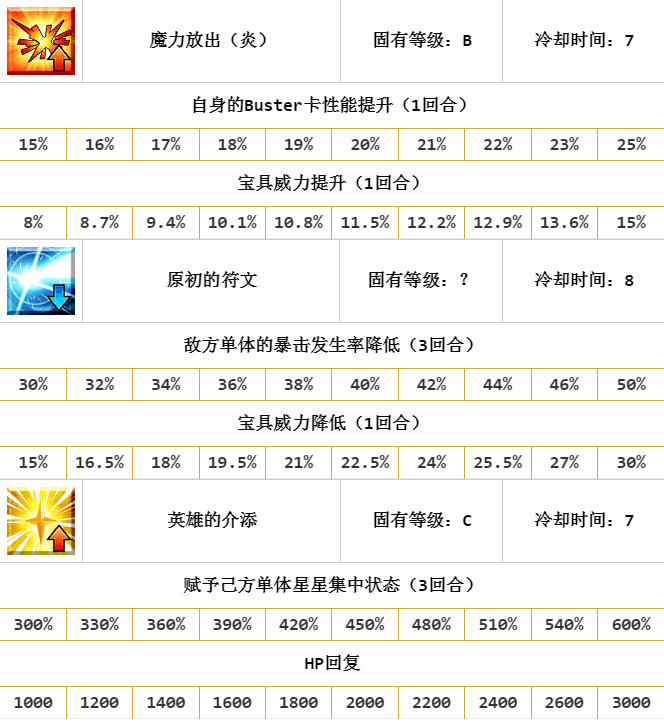 魔力放出（炎） 固有等级：B 冷却时间：7
自身的Buster卡性能提升（1回合）
15% 16% 17% 18% 19% 20% 21% 22% 23% 25%
宝具威力提升（1回合）
8% 8.7% 9.4% 10.1% 10.8% 11.5% 12.2% 12.9% 13.6% 15%
原初的符文 固有等级：？ 冷却时间：8
敌方单体的暴击发生率降低（3回合）
30% 32% 34% 36% 38% 40% 42% 44% 46% 50%
宝具威力降低（1回合）
15% 16.5% 18% 19.5% 21% 22.5% 24% 25.5% 27% 30%
英雄的介添 固有等级：C 冷却时间：7
赋予己方单体星星集中状态（3回合）
300% 330% 360% 390% 420% 450% 480% 510% 540% 600%
HP回复
1000 1200 1400 1600 1800 2000 2200 2400 2600 3000